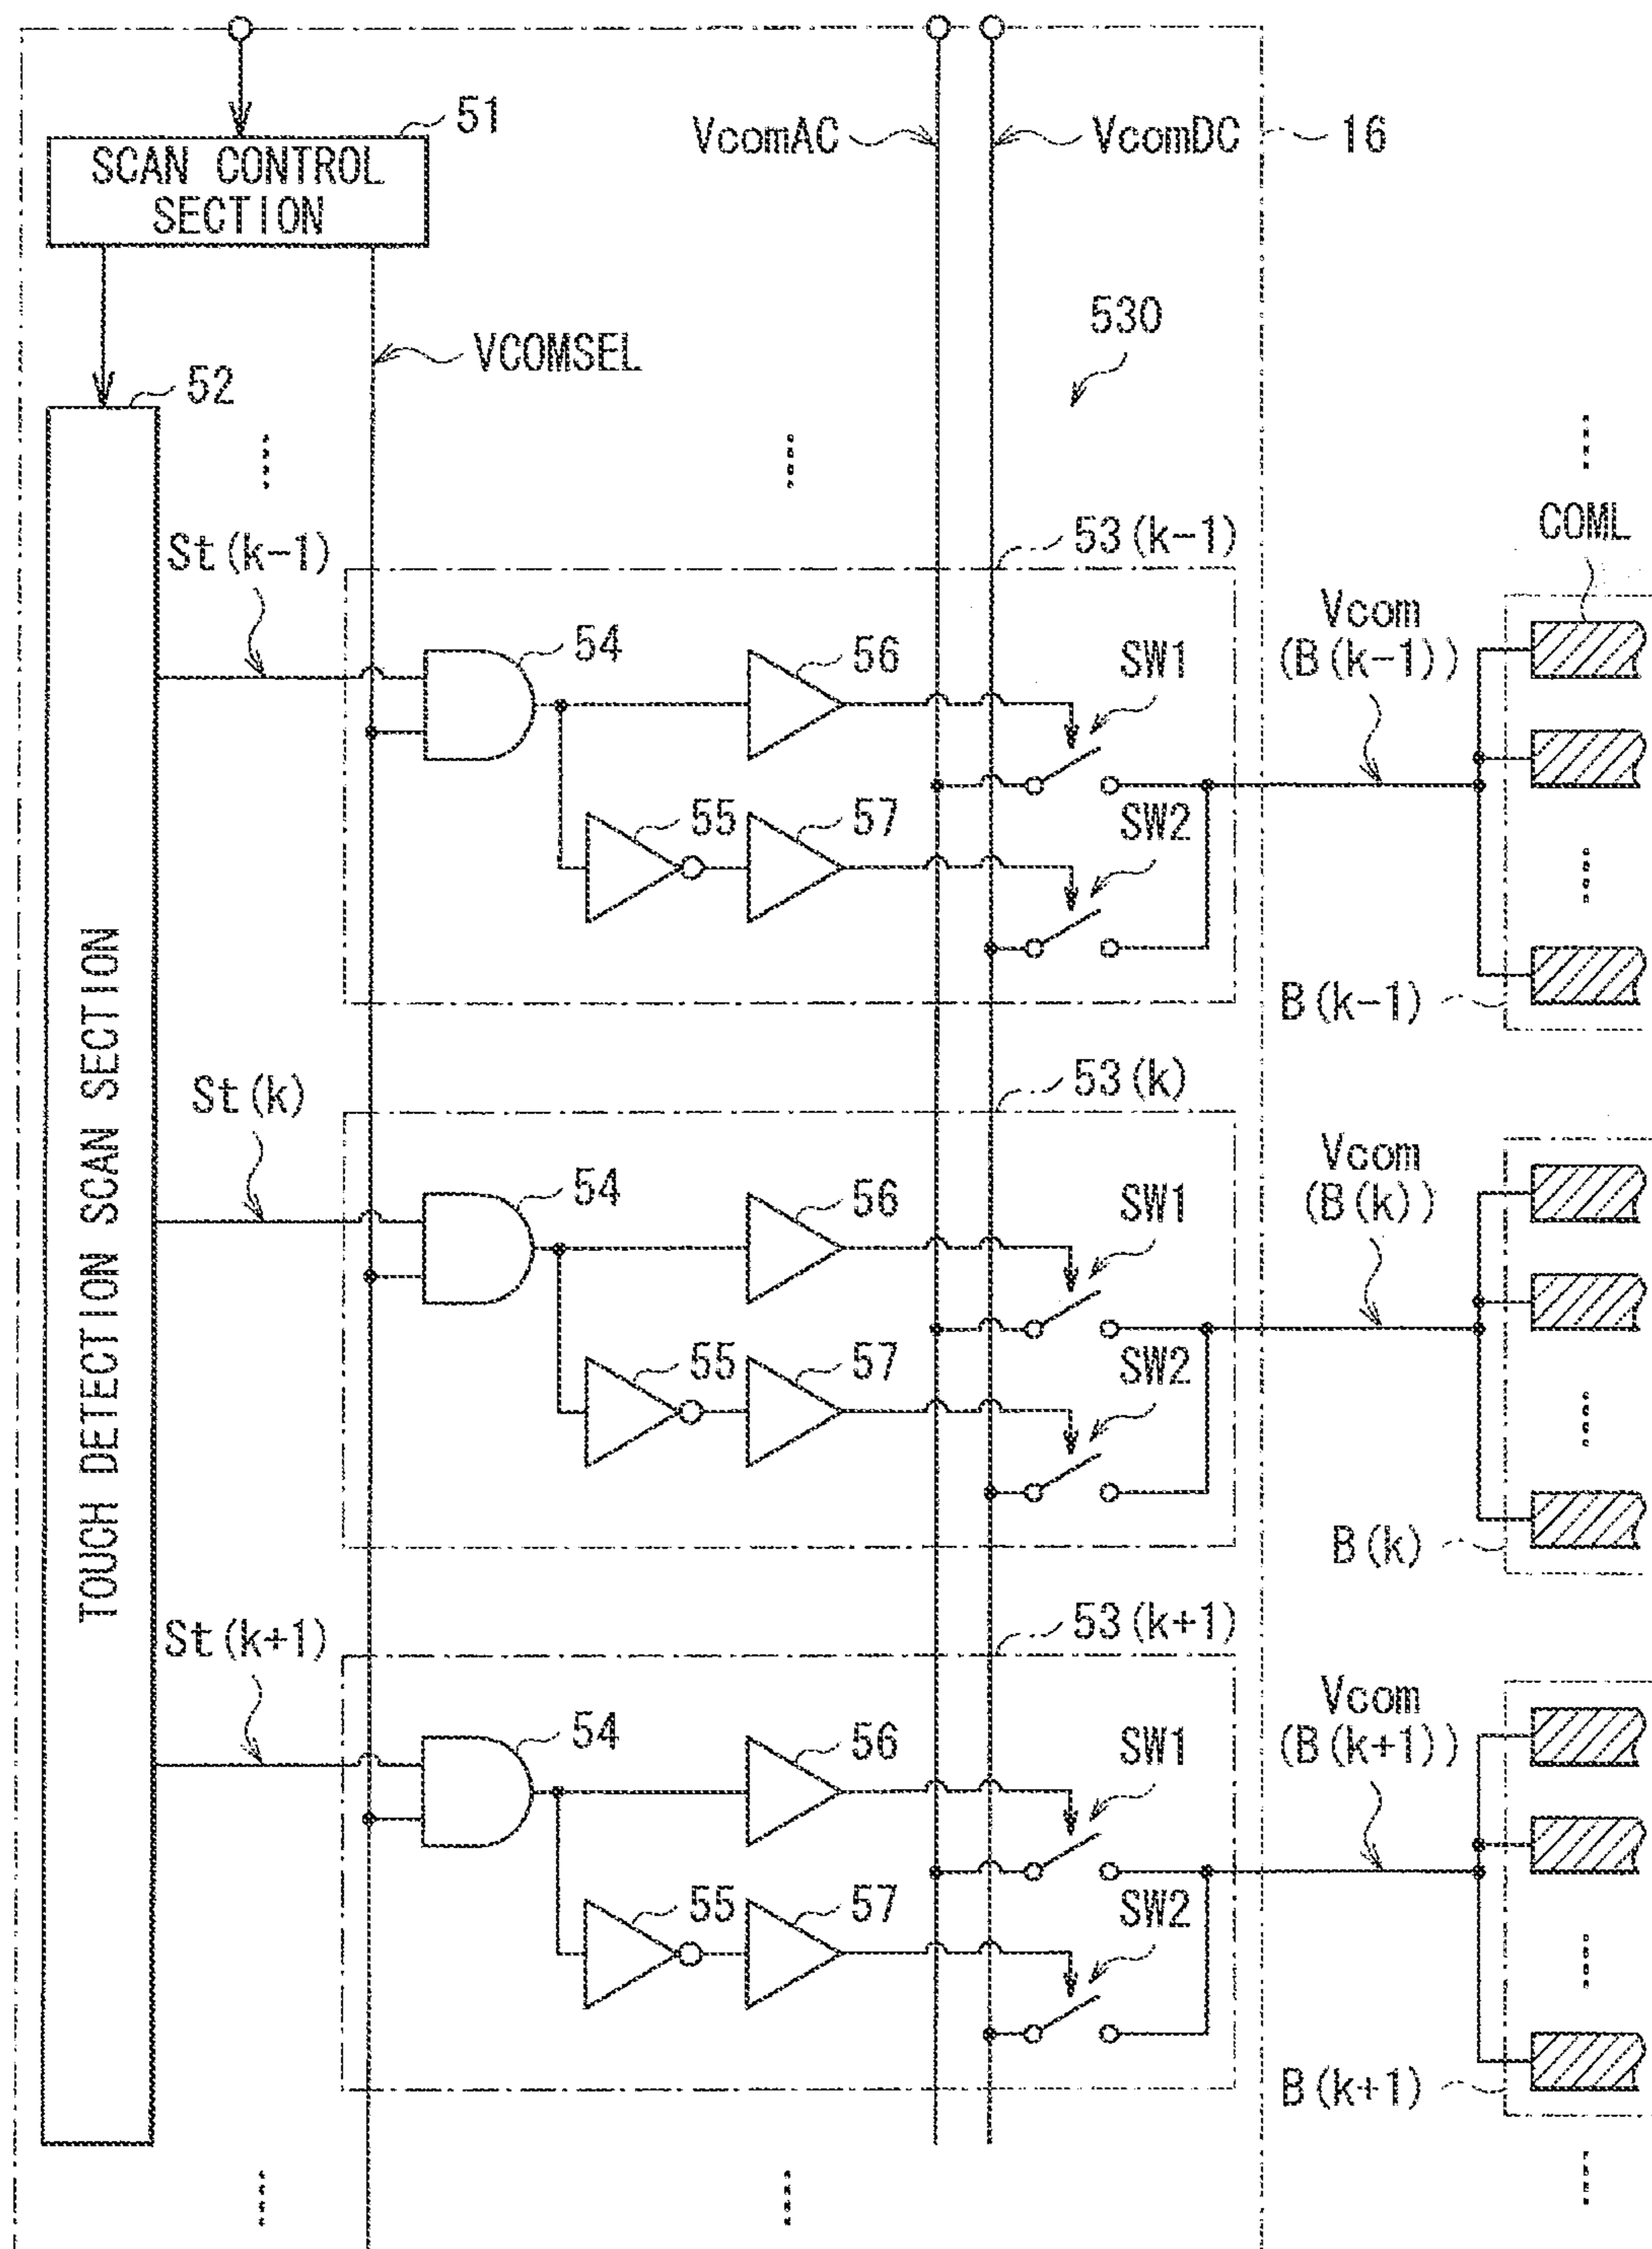 51
SCAN CONTROL
SECTION
VcomAC
VcomDC
16
530
VCOMSEL
52
COML
53(k-1)
St(k-1)
Vcom
(B(k-1))
54
56
SW1
55
57
SW2
B(k-1)
TOUCH DETECTION SCAN SECTION
53(k)
St(k)
Vcom
(B(k))
54
56
SW1
55
57
SW2
B(k)
53(k+1)
St(k+1)
Vcom
(B(k+1))
54
56
SW1
55
57
SW2
B(k+1)